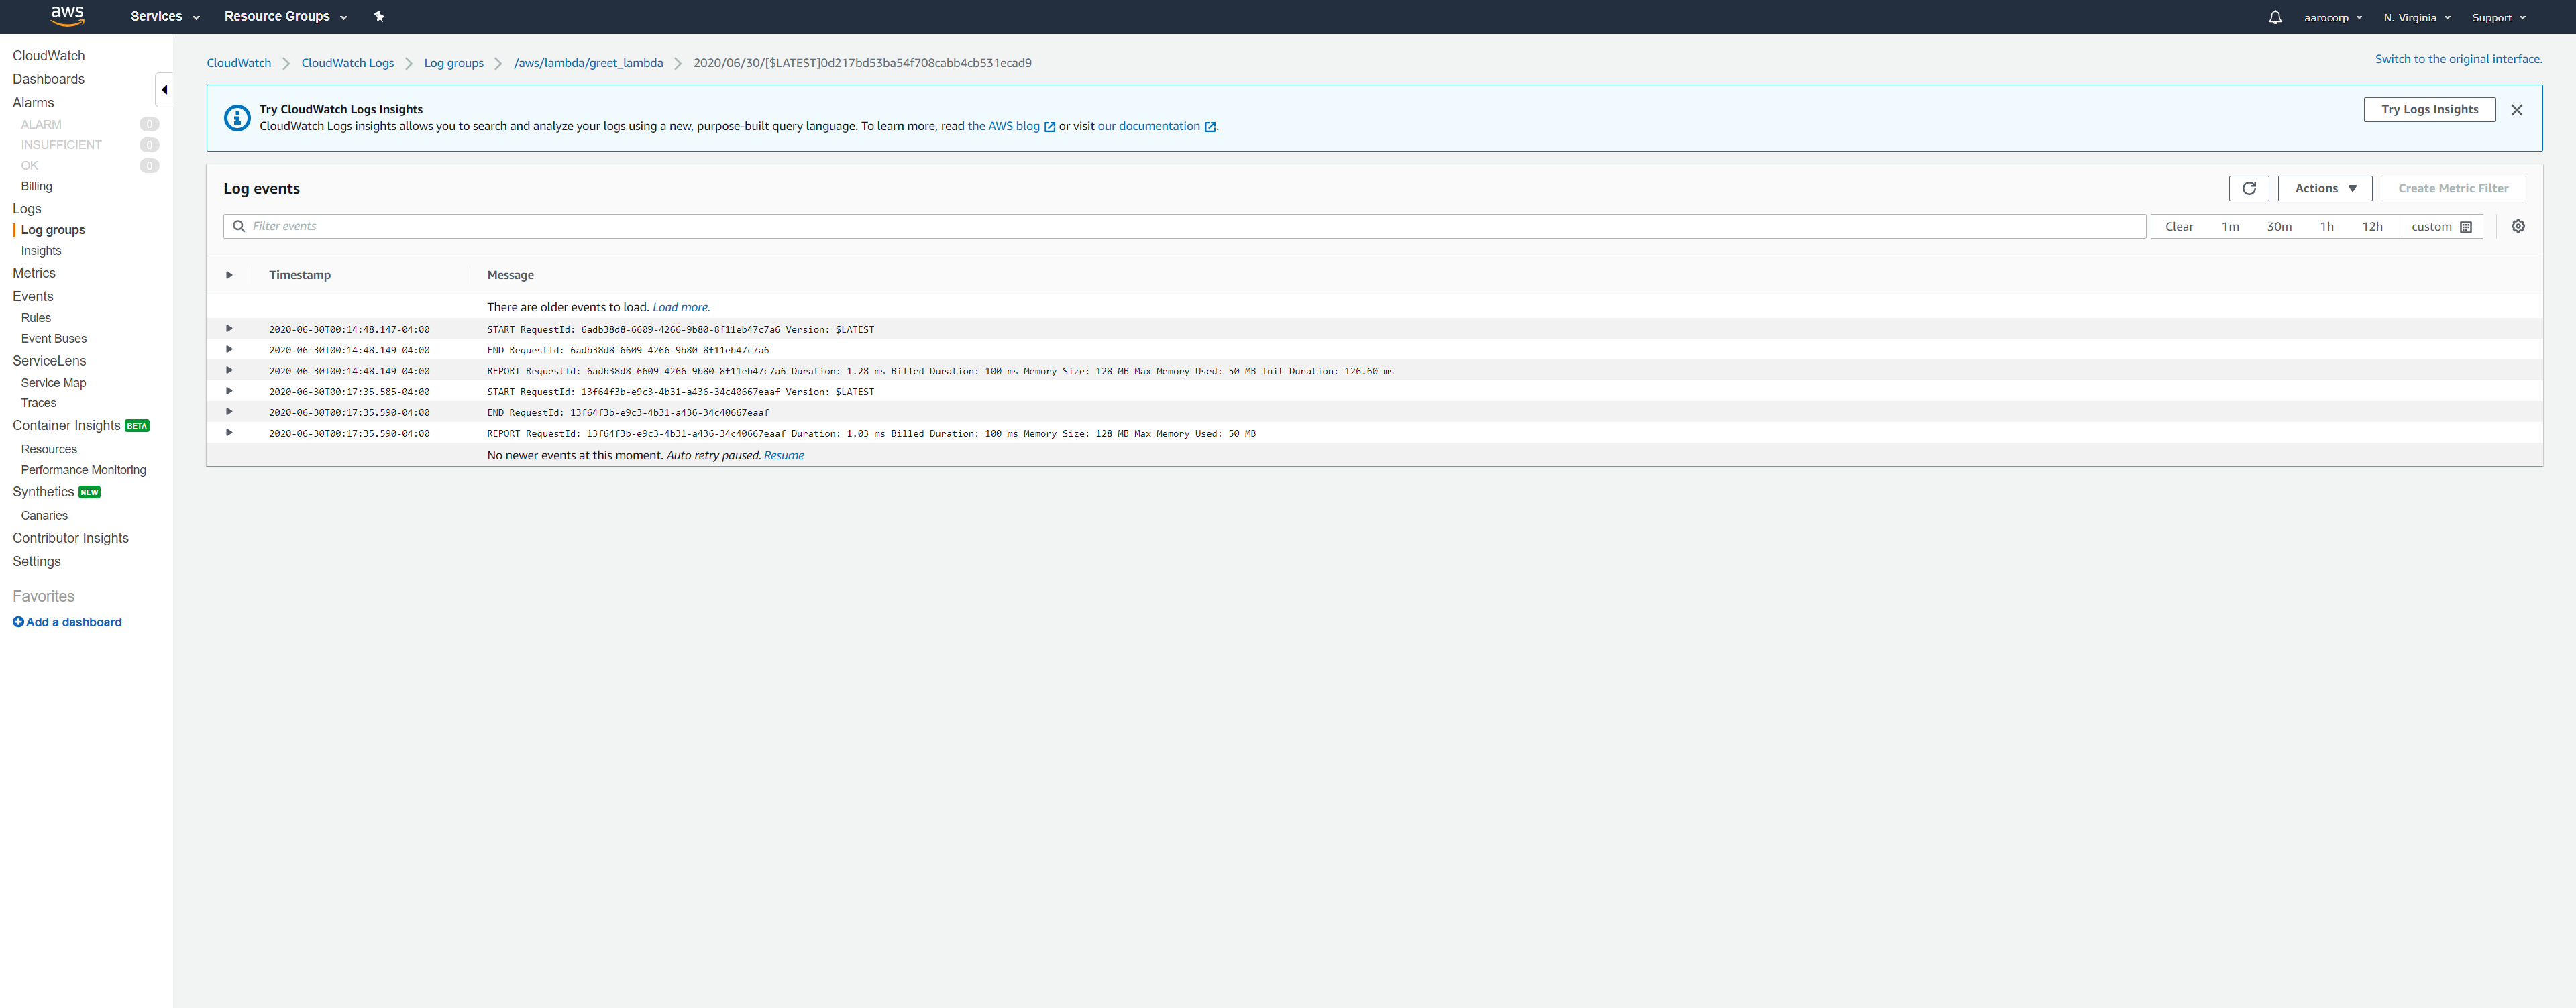 aws Services Resource Groups aarocorp N. Virginia Support
CloudWatch
Dashboards
Alarms
ALARM 0
INSUFFICIENT 0
OK 0
Billing
Logs
Log groups
Insights
Metrics
Events
Rules
Event Buses
ServiceLens
Service Map
Traces
Container Insights BETA
Resources
Performance Monitoring
Synthetics NEW
Canaries
Contributor Insights
Settings
Favorites
Add a dashboard
CloudWatch CloudWatch Logs Log groups /aws/lambda/greet_lambda 2020/06/30/[$LATEST]0d217bd53ba54f708cabb4cb531ecad9
Switch to the original interface.
Try CloudWatch Logs Insights
CloudWatch Logs insights allows you to search and analyze your logs using a new, purpose-built query language. To learn more, read the AWS blog or visit our documentation .
Try Logs Insights
Log events
Actions Create Metric Filter
Filter events Clear 1m 30m 1h 12h custom
Timestamp Message
There are older events to load. Load more.
2020-06-30T00:14:48.147-04:00 START RequestId: 6adb38d8-6609-4266-9b80-8f11eb47c7a6 Version: $LATEST
2020-06-30T00:14:48.149-04:00 END RequestId: 6adb38d8-6609-4266-9b80-8f11eb47c7a6
2020-06-30T00:14:48.149-04:00 REPORT RequestId: 6adb38d8-6609-4266-9b80-8f11eb47c7a6 Duration: 1.28 ms Billed Duration: 100 ms Memory Size: 128 MB Max Memory Used: 50 MB Init Duration: 126.60 ms
2020-06-30T00:17:35.585-04:00 START RequestId: 13f64f3b-e9c3-4b31-a436-34c40667eaaf Version: $LATEST
2020-06-30T00:17:35.590-04:00 END RequestId: 13f64f3b-e9c3-4b31-a436-34c40667eaaf
2020-06-30T00:17:35.590-04:00 REPORT RequestId: 13f64f3b-e9c3-4b31-a436-34c40667eaaf Duration: 1.03 ms Billed Duration: 100 ms Memory Size: 128 MB Max Memory Used: 50 MB
No newer events at this moment. Auto retry paused. Resume